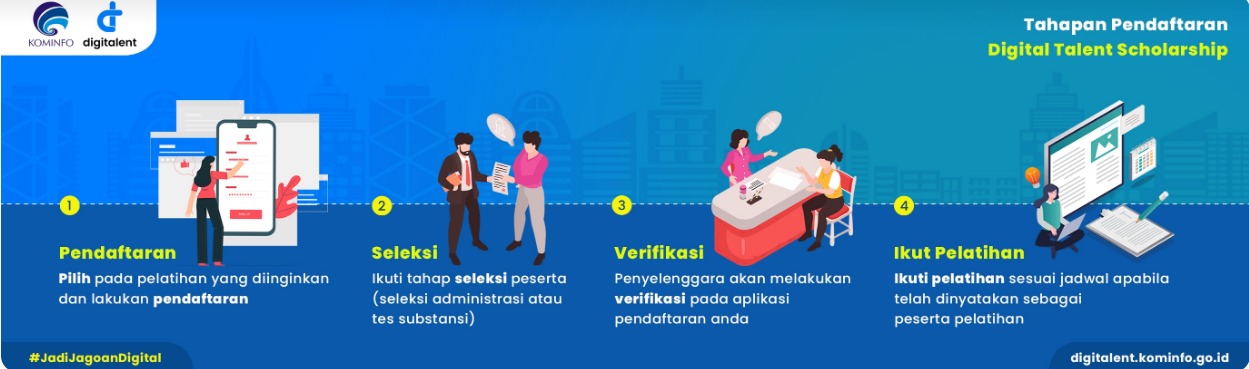 KOMINFO
digitalent
Tahapan Pendaftaran
Digital Talent Scholarship
1
Pendaftaran
Pilih pada pelatihan yang diinginkan
dan lakukan pendaftaran
2
Seleksi
Ikuti tahap seleksi peserta
(seleksi administrasi atau
tes substansi)
3
Verifikasi
Penyelenggara akan melakukan
verifikasi pada aplikasi
pendaftaran anda
4
Ikut Pelatihan
Ikuti pelatihan sesuai jadwal apabila
telah dinyatakan sebagai
peserta pelatihan
#JadiJagoanDigital
digitalent.kominfo.go.id